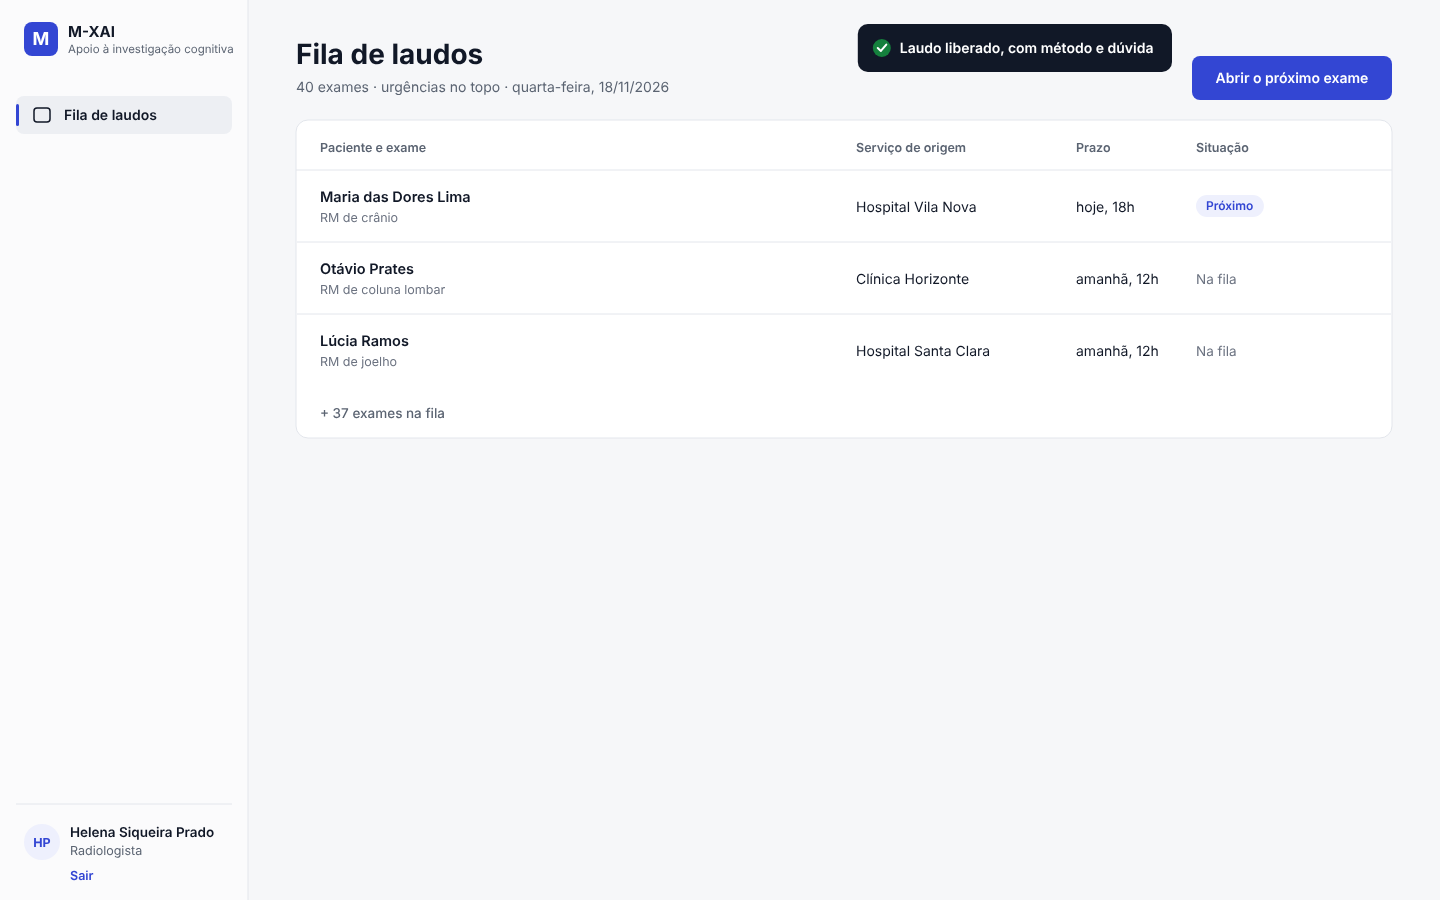 M
M-XAI
Apoio à investigação cognitiva
Fila de laudos
Fila de laudos
40 exames · urgências no topo · quarta-feira, 18/11/2026
Laudo liberado, com método e dúvida
Abrir o próximo exame
Paciente e exame Serviço de origem Prazo Situação
Maria das Dores Lima
RM de crânio
Hospital Vila Nova hoje, 18h Próximo
Otávio Prates
RM de coluna lombar
Clínica Horizonte amanhã, 12h Na fila
Lúcia Ramos
RM de joelho
Hospital Santa Clara amanhã, 12h Na fila
+ 37 exames na fila
HP
Helena Siqueira Prado
Radiologista
Sair